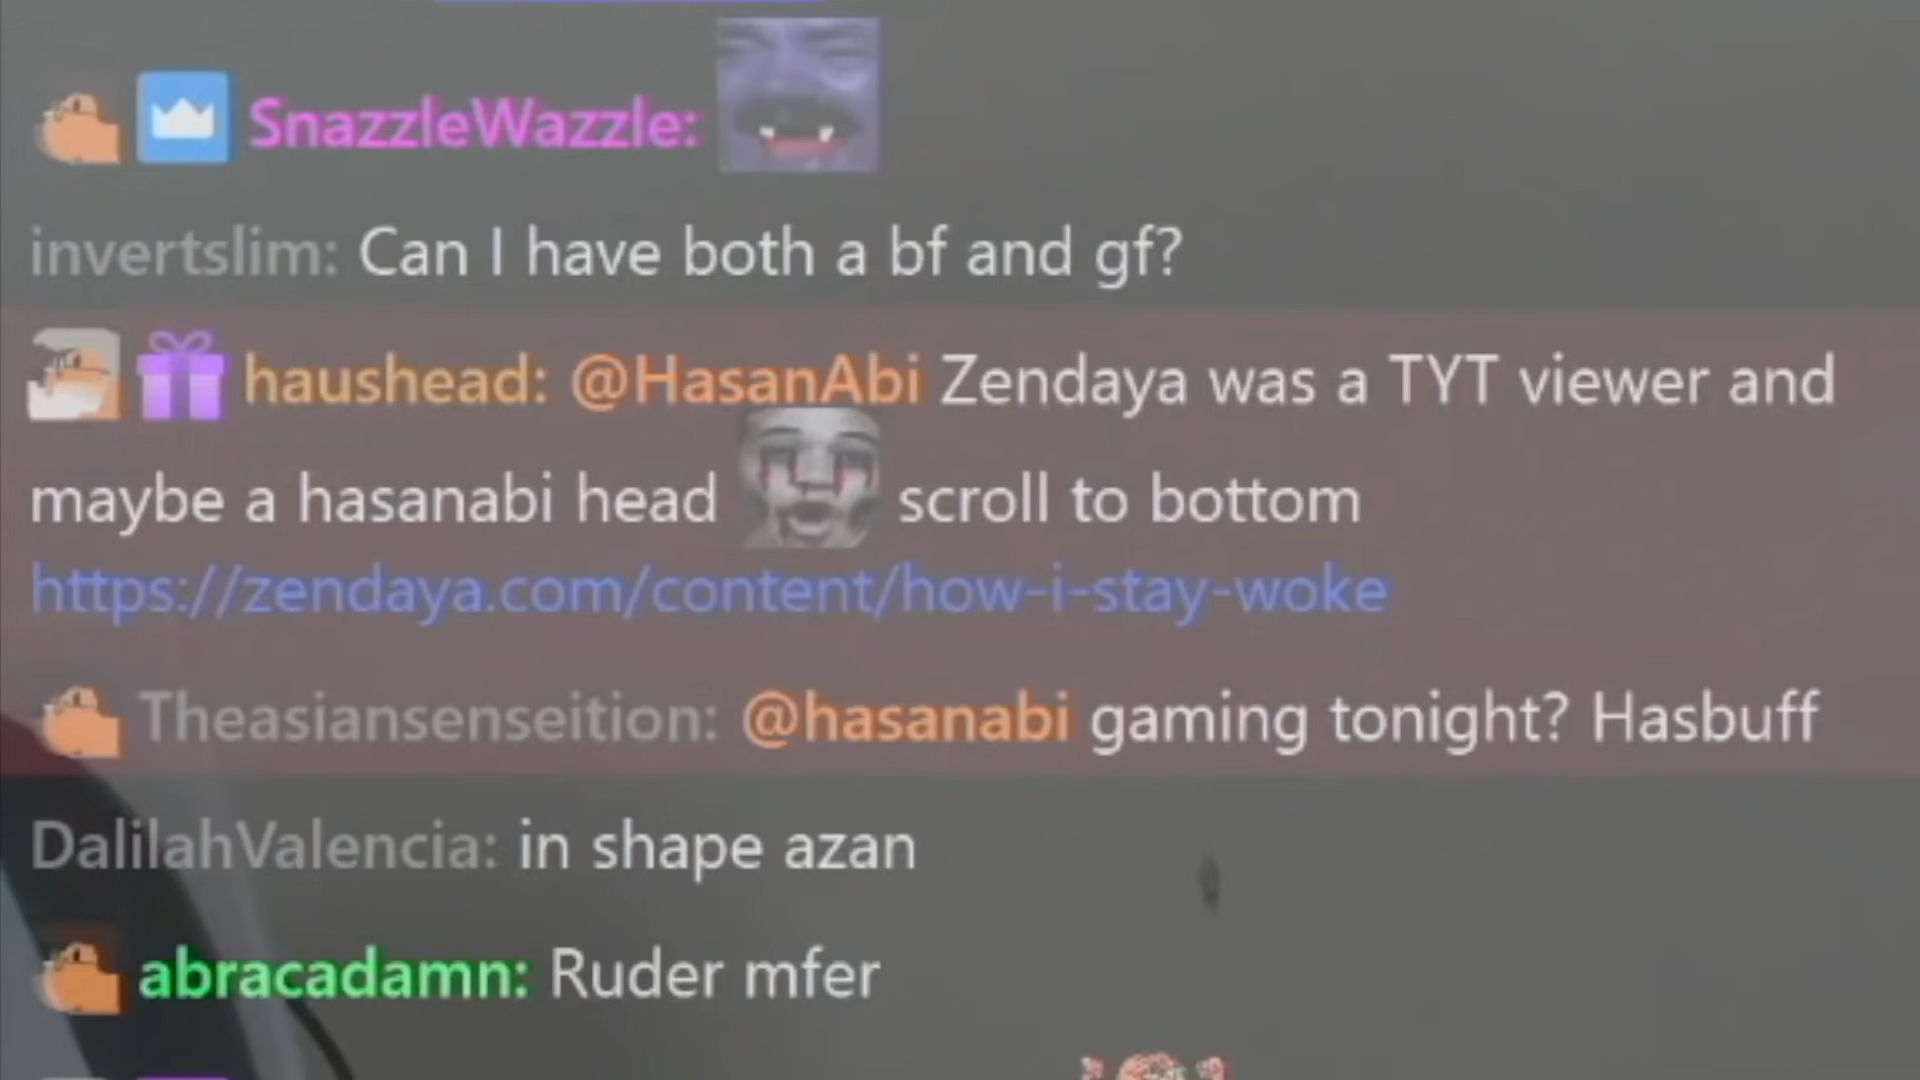 SnazzleWazzle:
invertslim: Can I have both a bf and gf?
haushead: @HasanAbi Zendaya was a TYT viewer and
maybe a hasanabi head scroll to bottom
https://zendaya.com/content/how-i-stay-woke
Theasiansenseition: @hasanabi gaming tonight? Hasbuff
DalilahValencia: in shape azan
abracadamn: Ruder mfer